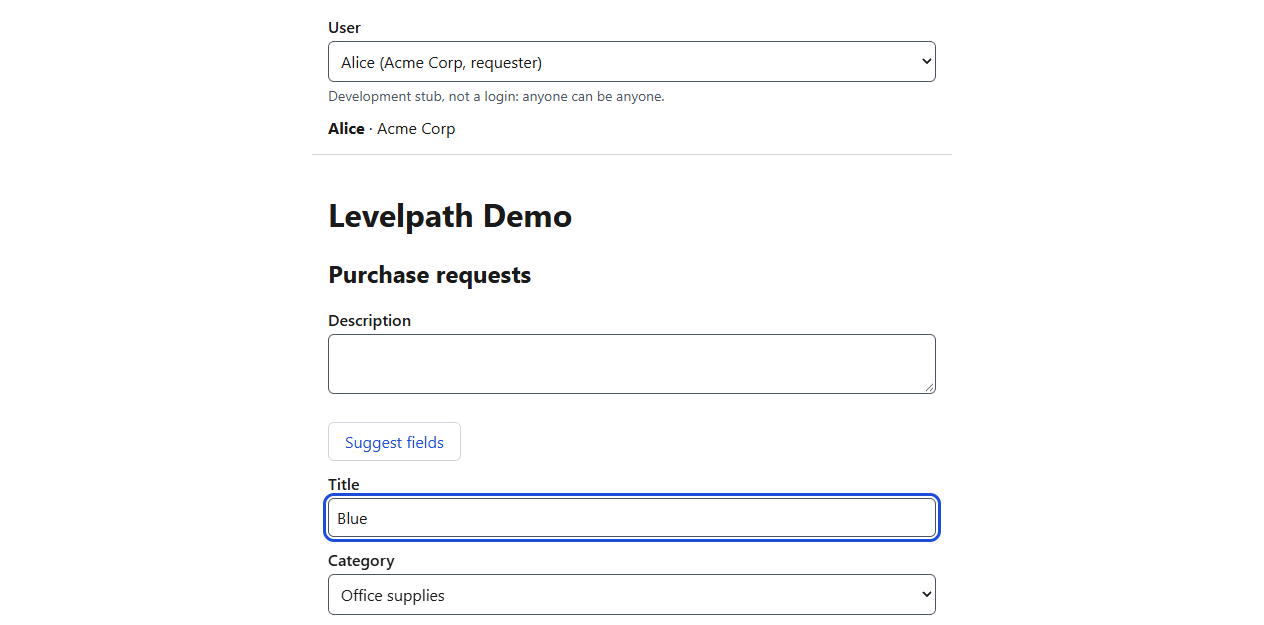 User
Alice (Acme Corp, requester)
Development stub, not a login: anyone can be anyone.
Alice · Acme Corp
Levelpath Demo
Purchase requests
Description
Suggest fields
Title
Blue
Category
Office supplies